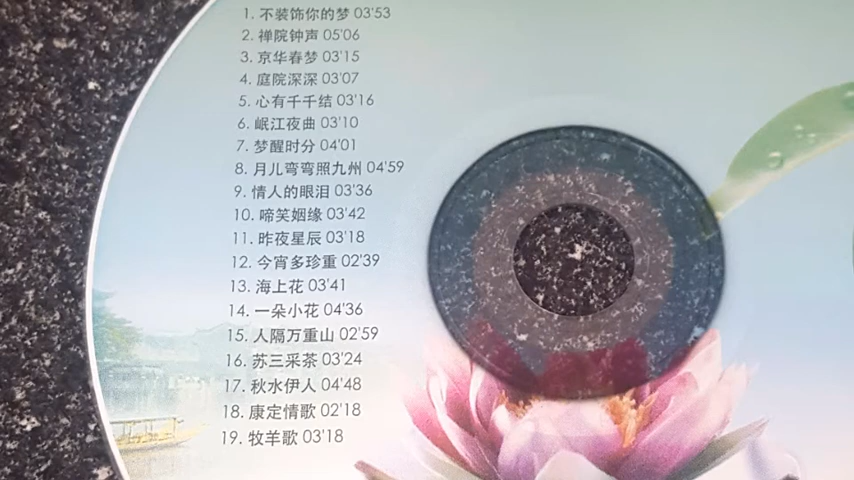 1. 不装饰你的梦 03'53
2. 禅院钟声 05'06
3. 京华春梦 03'15
4. 庭院深深 03'07
5. 心有千千结 03'16
6. 岷江夜曲 03'10
7. 梦醒时分 04'01
8. 月儿弯弯照九州 04'59
9. 情人的眼泪 03'36
10. 啼笑姻缘 03'42
11. 昨夜星辰 03'18
12. 今宵多珍重 02'39
13. 海上花 03'41
14. 一朵小花 04'36
15. 人隔万重山 02'59
16. 苏三采茶 03'24
17. 秋水伊人 04'48
18. 康定情歌 02'18
19. 牧羊歌 03'18